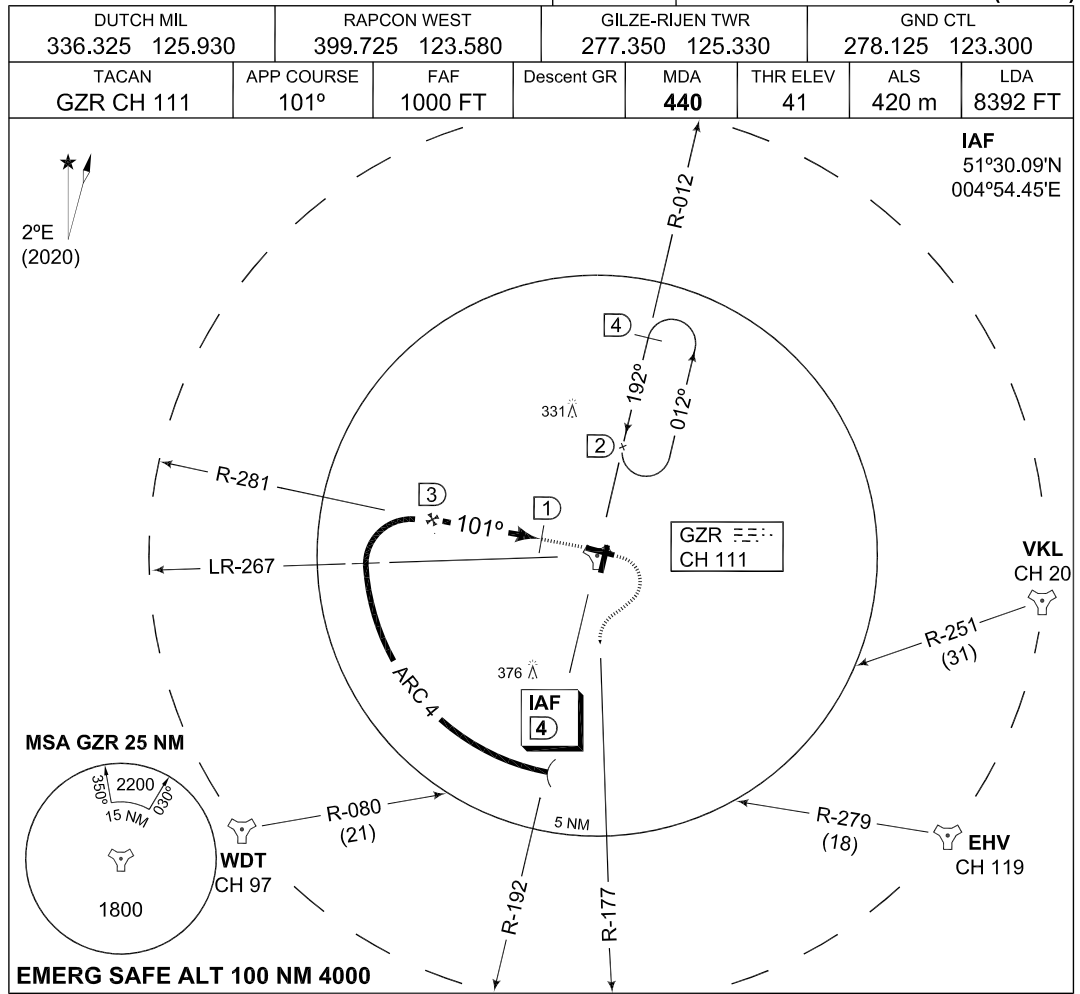 DUTCH MIL
336.325 125.930
RAPCON WEST
399.725 123.580
GILZE-RIJEN TWR
277.350 125.330
GND CTL
278.125 123.300
TACAN
GZR CH 111
APP COURSE
101º
FAF
1000 FT
Descent GR
MDA
440
THR ELEV
41
ALS
420 m
LDA
8392 FT
IAF
51º30.09'N
004º54.45'E
2ºE
(2020)
R-012
4
192º
012º
331
2
R-281
3
101º
1
GZR
CH 111
LR-267
VKL
CH 20
R-251
(31)
376
ARC 4
IAF
4
MSA GZR 25 NM
350º
2200
030º
15 NM
1800
R-080
(21)
WDT
CH 97
5 NM
R-279
(18)
EHV
CH 119
R-192
R-177
EMERG SAFE ALT 100 NM 4000